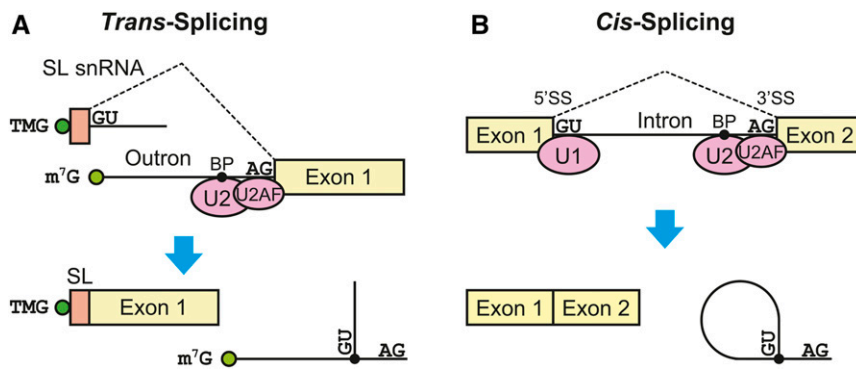 A
Trans-Splicing
SL snRNA
TMG
GU
Outron
BP
AG
m⁷G
U2
U2AF
Exon 1
SL
TMG
Exon 1
m⁷G
GU
AG
B
Cis-Splicing
5'SS
3'SS
Exon 1
GU
Intron
BP
AG
Exon 2
U1
U2
U2AF
Exon 1
Exon 2
GU
AG